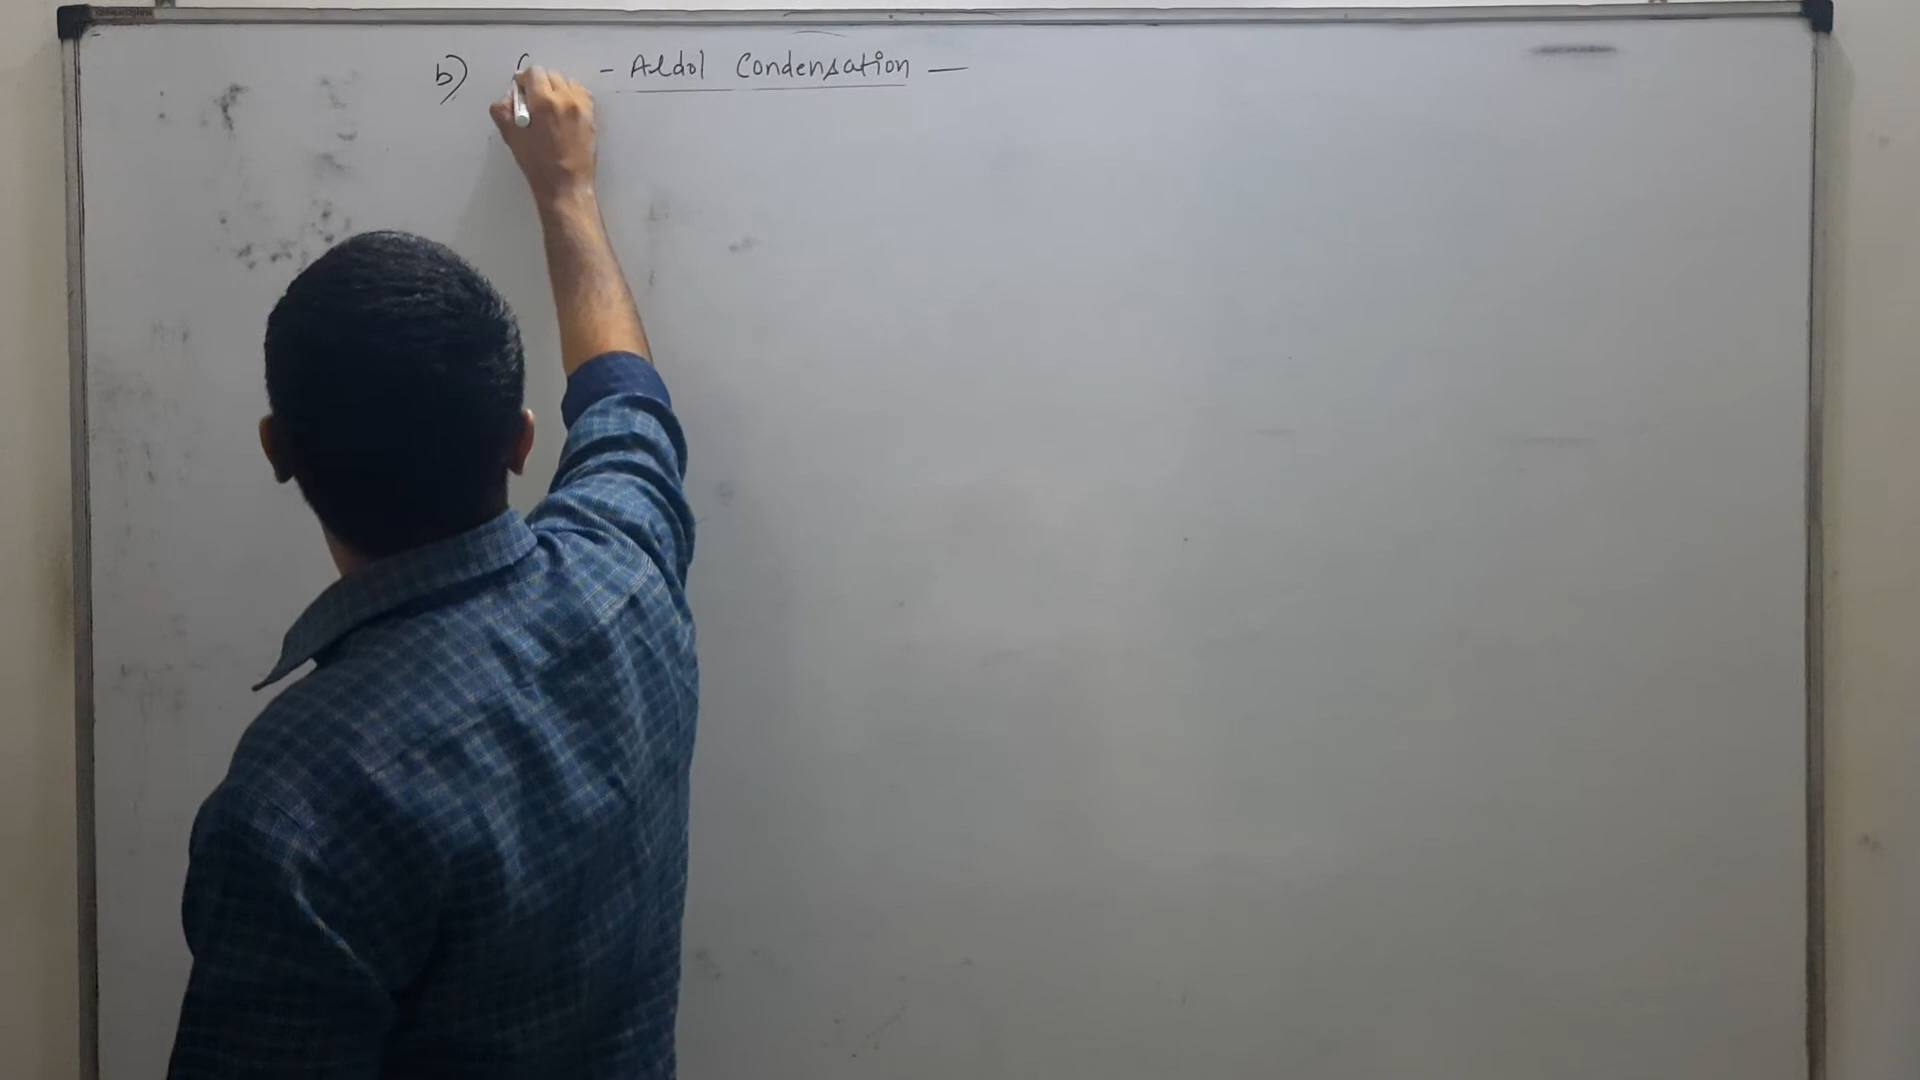 b) - Aldol Condensation —